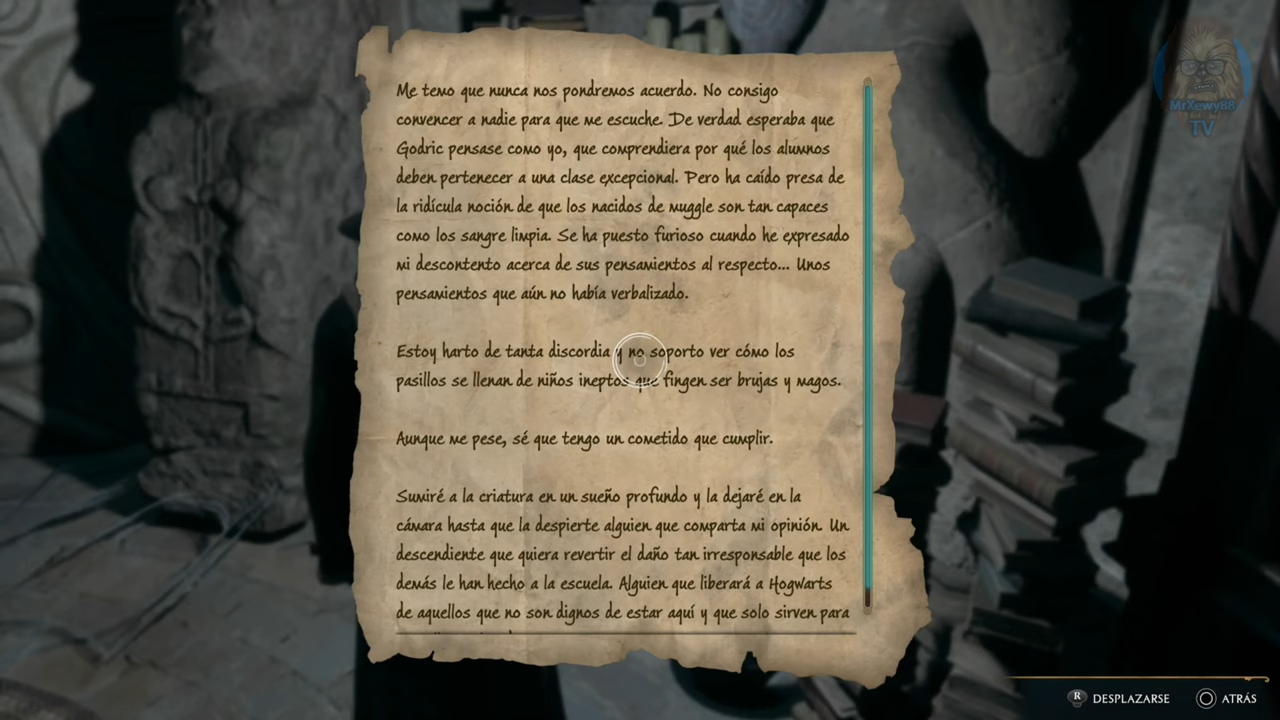 Me temo que nunca nos pondremos acuerdo. No consigo
convencer a nadie para que me escuche. De verdad esperaba que
Godric pensase como yo, que comprendiera por qué los alumnos
deben pertenecer a una clase excepcional. Pero ha caído presa de
la ridícula noción de que los nacidos de muggle son tan capaces
como los sangre limpia. Se ha puesto furioso cuando he expresado
mi descontento acerca de sus pensamientos al respecto... Unos
pensamientos que aún no había verbalizado.
Estoy harto de tanta discordia y no soporto ver cómo los
pasillos se llenan de niños ineptos que fingen ser brujas y magos.
Aunque me pese, sé que tengo un cometido que cumplir.
Sumiré a la criatura en un sueño profundo y la dejaré en la
cámara hasta que la despierte alguien que comparta mi opinión. Un
descendiente que quiera revertir el daño tan irresponsable que los
demás le han hecho a la escuela. Alguien que liberará a Hogwarts
de aquellos que no son dignos de estar aquí y que solo sirven para
MrXewy88
TV
R DESPLAZARSE
ATRÁS